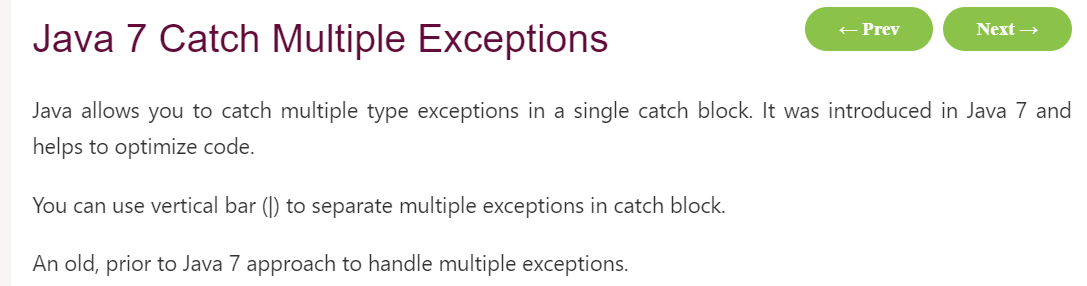 Java 7 Catch Multiple Exceptions
← Prev
Next →
Java allows you to catch multiple type exceptions in a single catch block. It was introduced in Java 7 and
helps to optimize code.
You can use vertical bar (|) to separate multiple exceptions in catch block.
An old, prior to Java 7 approach to handle multiple exceptions.